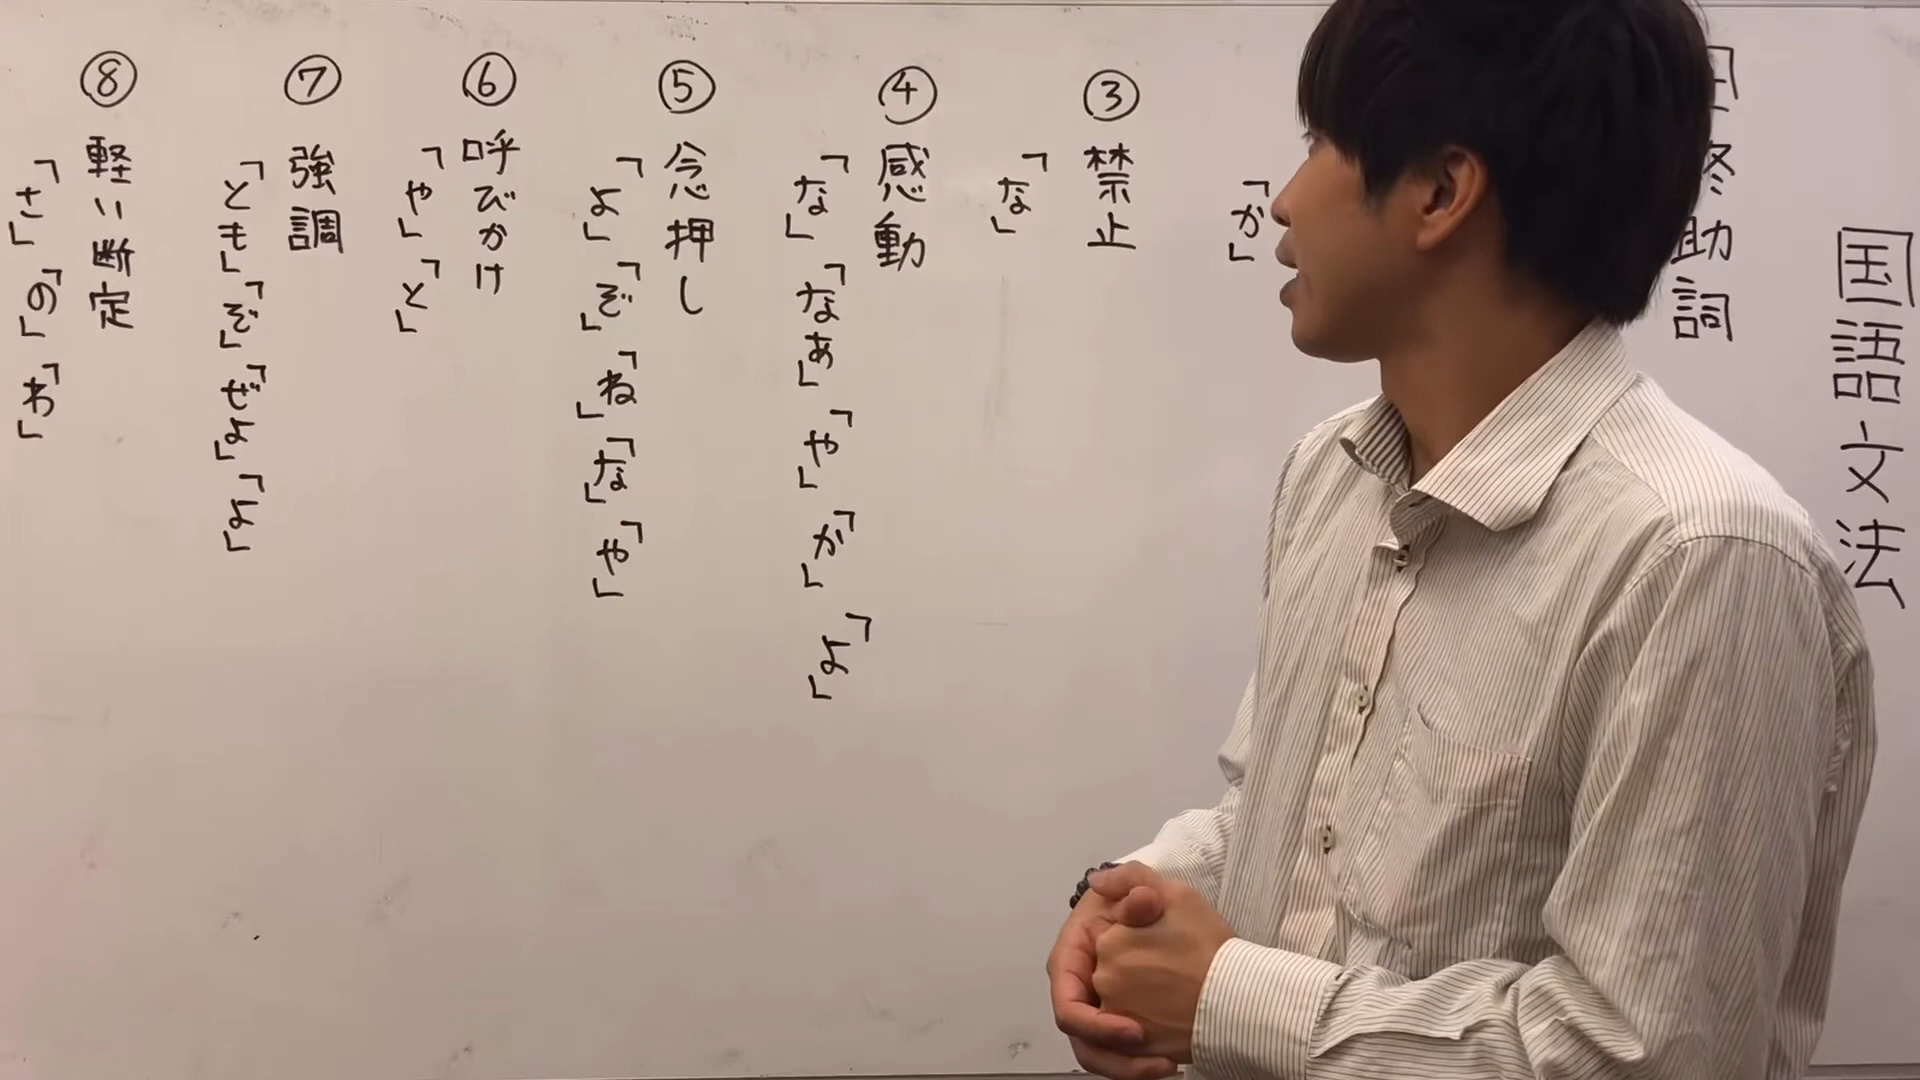 国語文法
終助詞
「か」
③禁止
「な」
④感動
「な」「なあ」「や」「か」「よ」
⑤念押し
「よ」「ぞ」「ね」「な」「や」
⑥呼びかけ
「や」「と」
⑦強調
「とも」「ぞ」「ぜよ」「よ」
⑧軽い断定
「さ」「の」「わ」